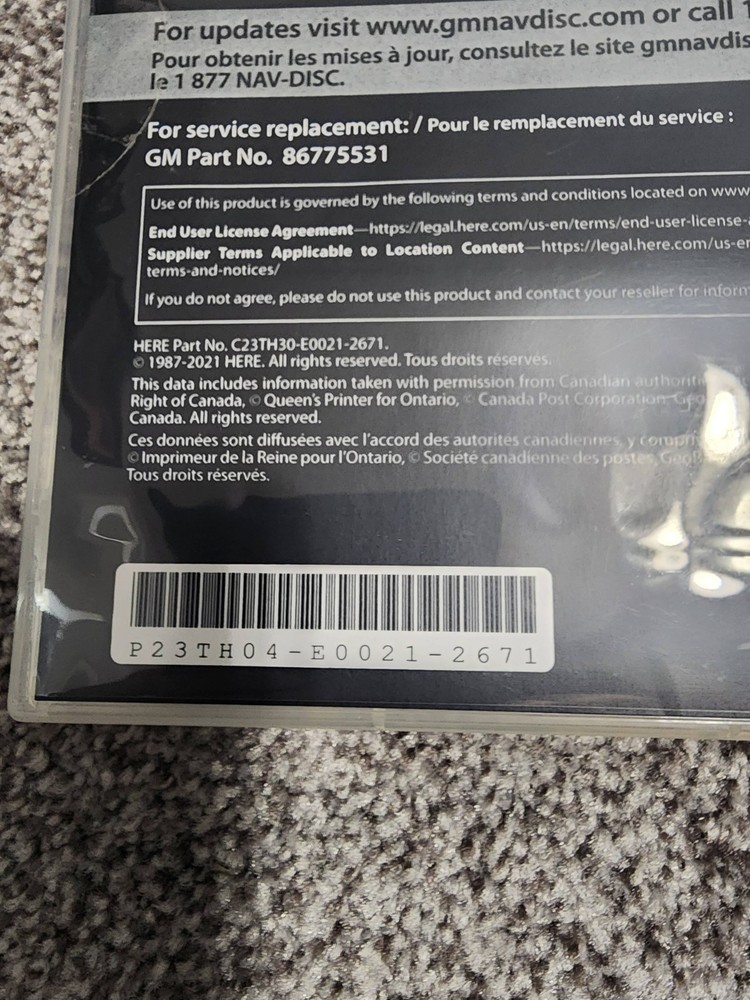 For updates visit www.gmnavdisc.com or call 1
Pour obtenir les mises à jour, consultez le site gmnavdis
le 1 877 NAV-DISC.
For service replacement: / Pour le remplacement du service :
GM Part No. 86775531
Use of this product is governed by the following terms and conditions located on www
End User License Agreement—https://legal.here.com/us-en/terms/end-user-license-
Supplier Terms Applicable to Location Content—https://legal.here.com/us-en
terms-and-notices/
If you do not agree, please do not use this product and contact your reseller for inform
HERE Part No. C23TH30-E0021-2671.
© 1987-2021 HERE. All rights reserved. Tous droits réservés.
This data includes information taken with permission from Canadian authoriti
Right of Canada, © Queen's Printer for Ontario, © Canada Post Corporation, Geo
Canada. All rights reserved.
Ces données sont diffusées avec l'accord des autorités canadiennes, y compris
© Imprimeur de la Reine pour l'Ontario, © Société canadienne des postes, GeoB
Tous droits réservés.
P23TH04-E0021-2671